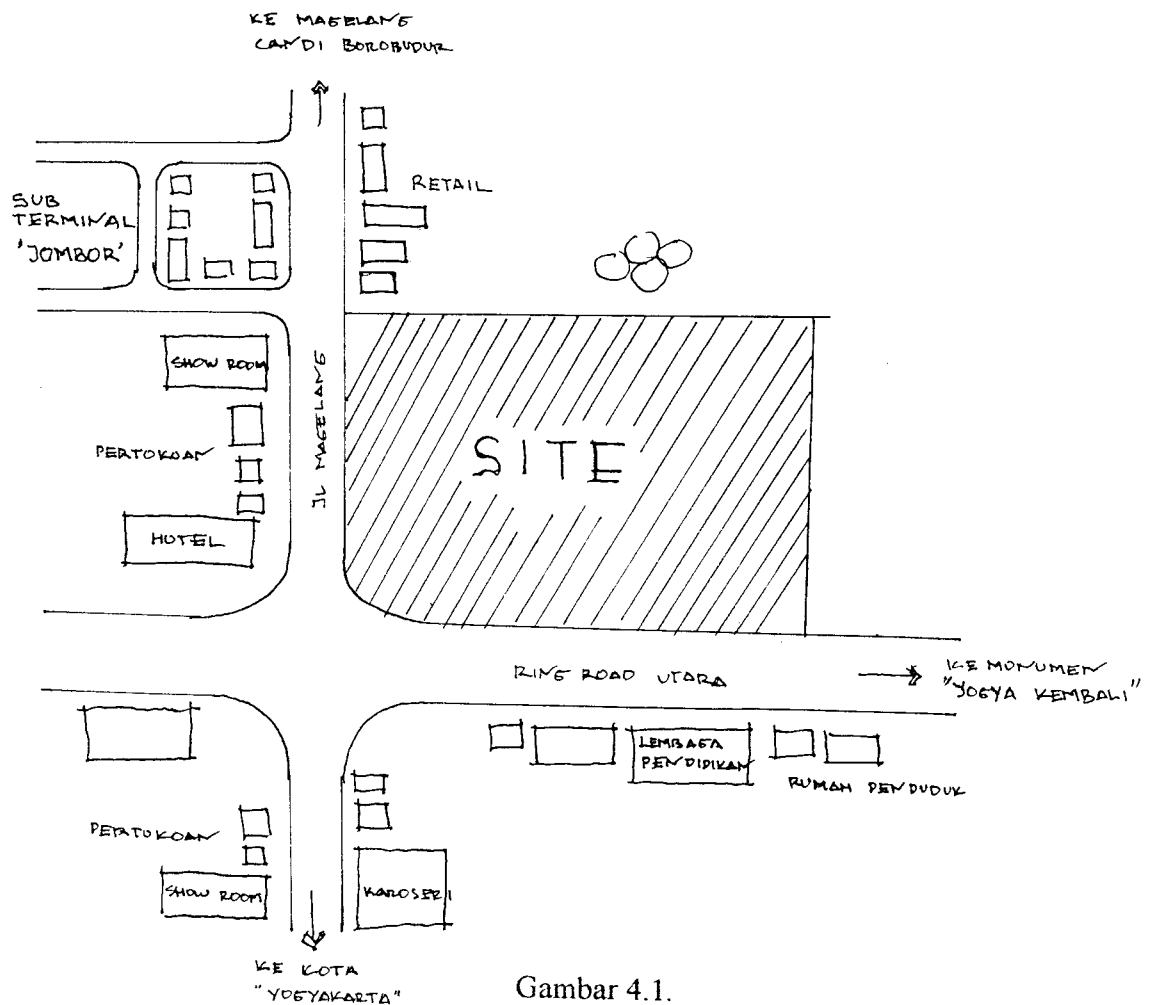 KE MAGELANG
CANDI BOROBUDUR
RETAIL
SUB
TERMINAL
'JOMBOR'
SHOW ROOM
JL MAGELANG
SITE
PERTOKOAN
HOTEL
RING ROAD UTARA
KE MONUMEN
"YOGYA KEMBALI"
LEMBAGA
PENDIDIKAN
RUMAH PENDUDUK
PERTOKOAN
SHOW ROOM
KAROSERI
KE KOTA
"YOGYAKARTA"
Gambar 4.1.